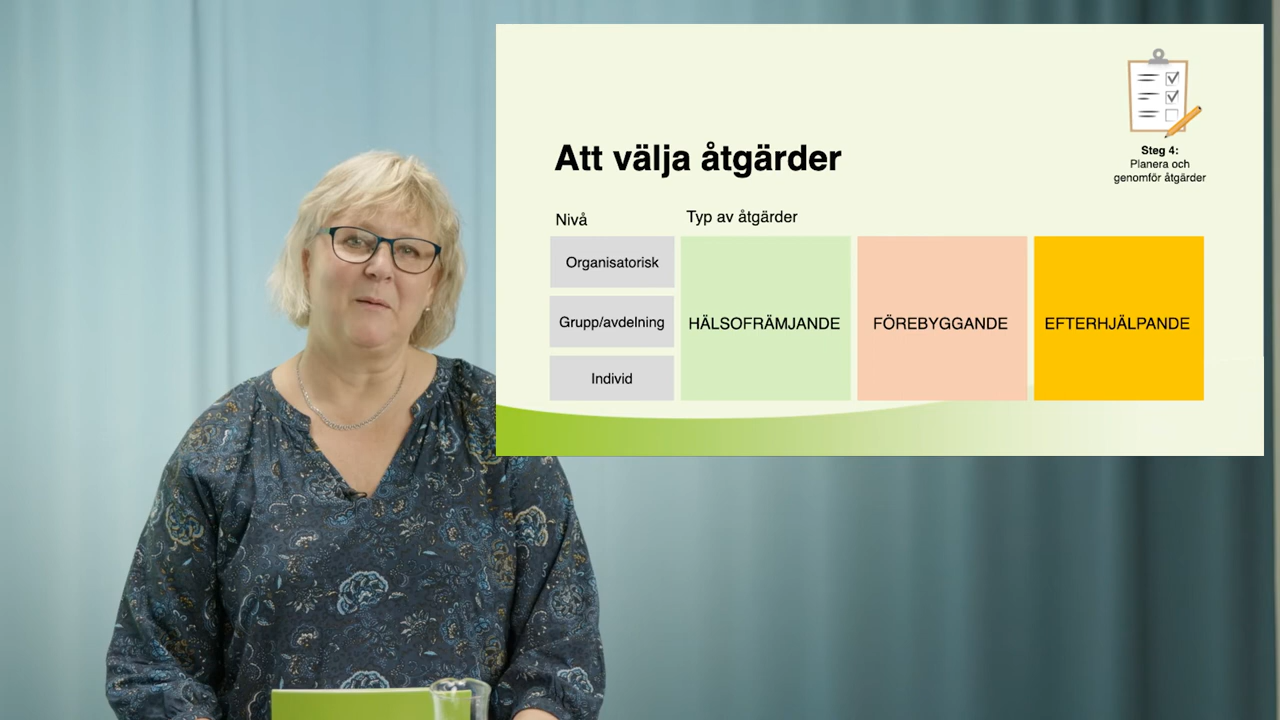 Steg 4:
Planera och
genomför åtgärder
Att välja åtgärder
Nivå
Typ av åtgärder
Organisatorisk
Grupp/avdelning
Individ
HÄLSOFRÄMJANDE
FÖREBYGGANDE
EFTERHJÄLPANDE